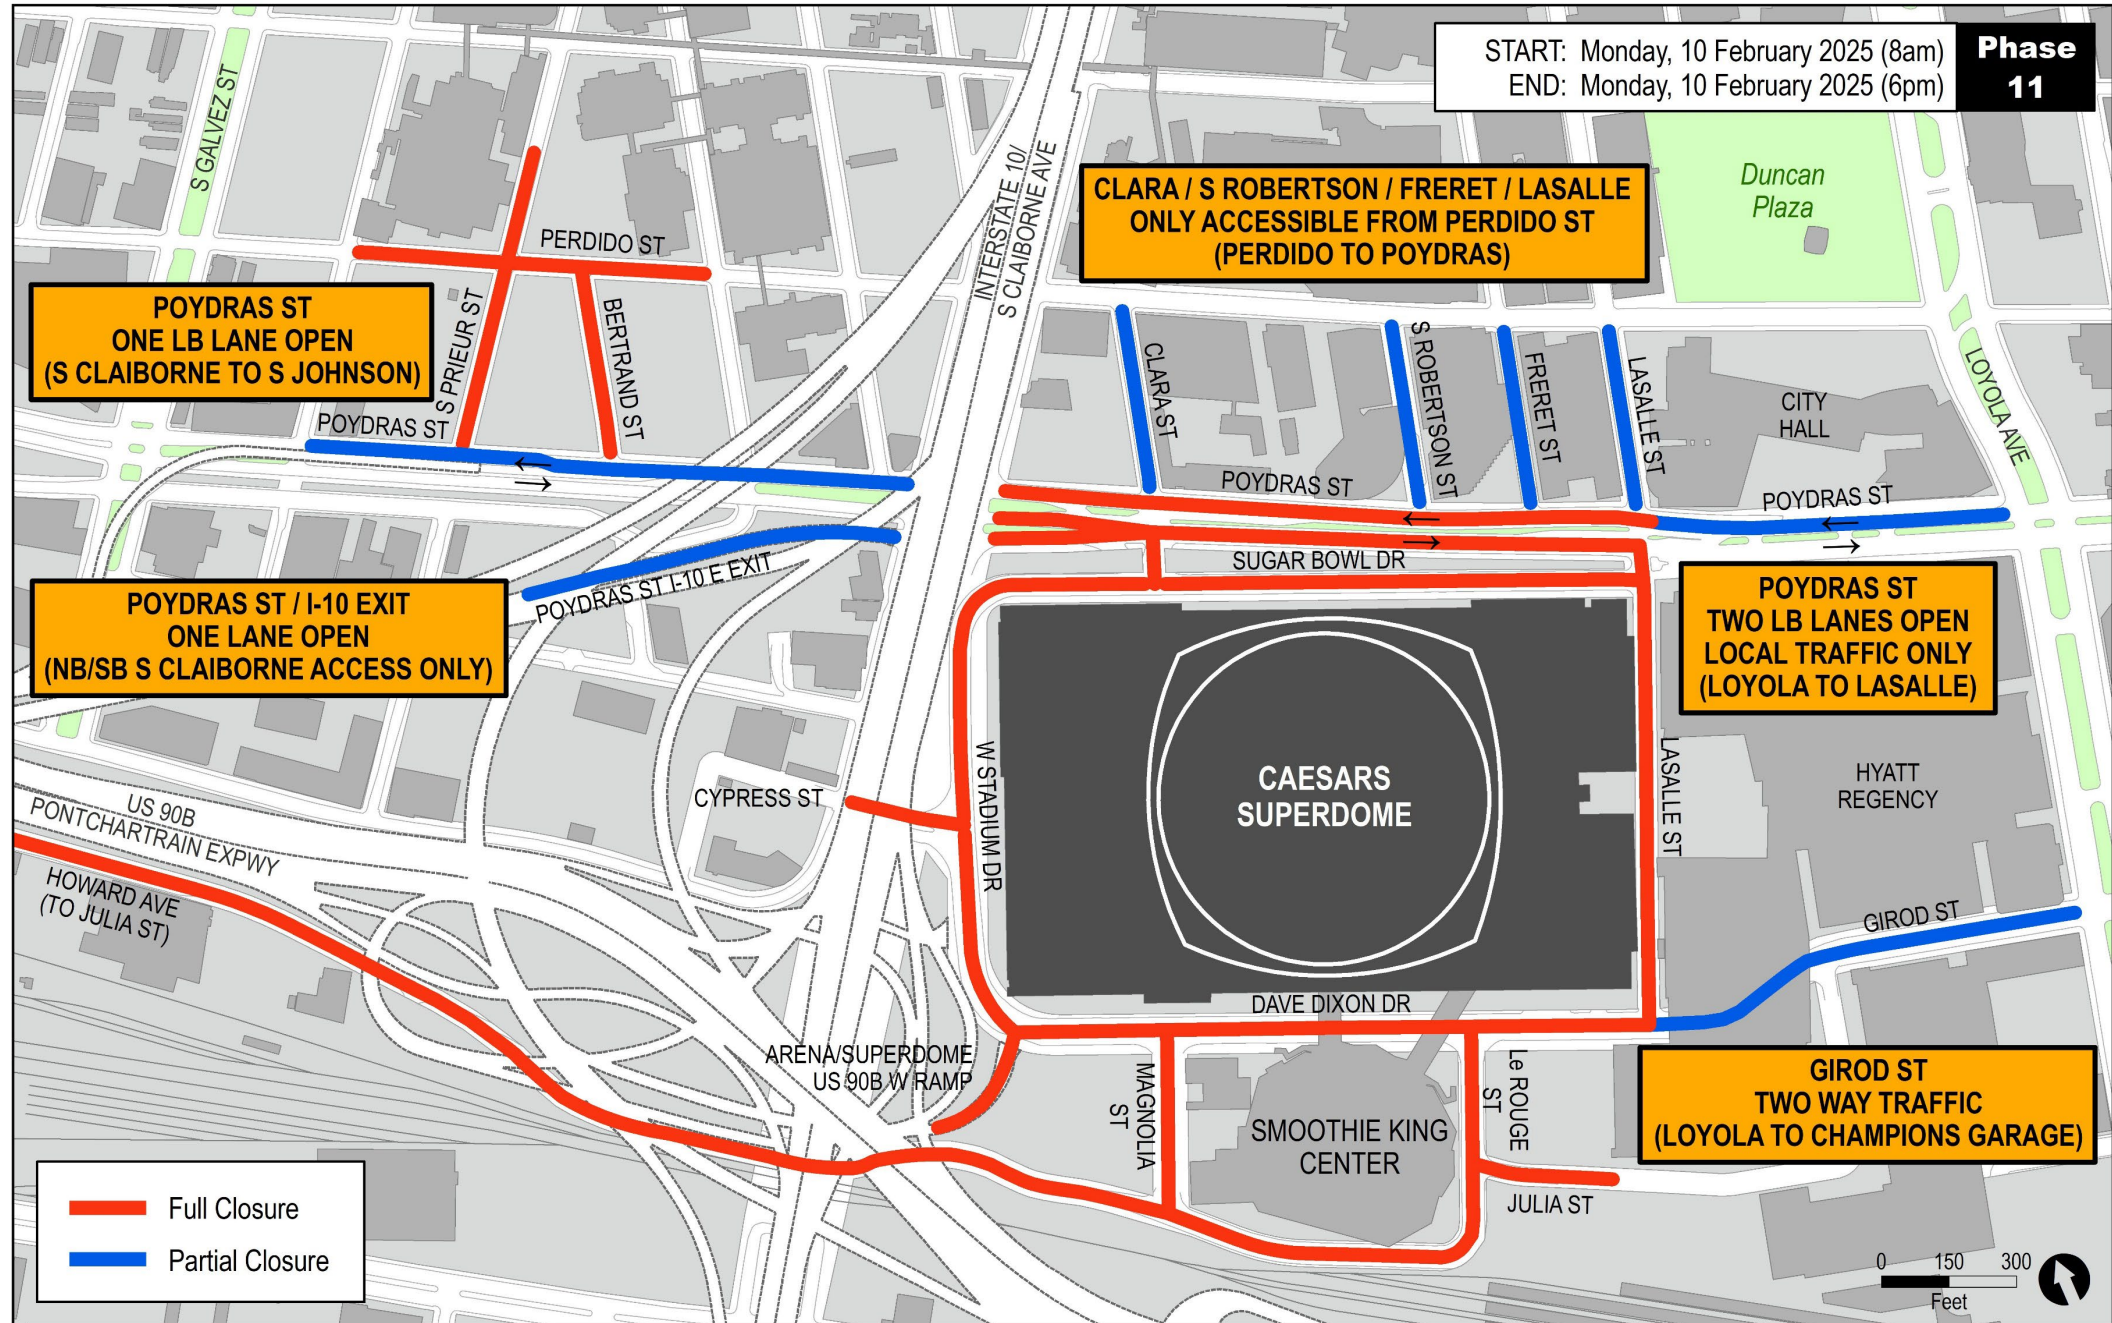 START: Monday, 10 February 2025 (8am)
END: Monday, 10 February 2025 (6pm)
Phase
11
S GALVEZ ST
INTERSTATE 10/
S CLAIBORNE AVE
CLARA / S ROBERTSON / FRERET / LASALLE
ONLY ACCESSIBLE FROM PERDIDO ST
(PERDIDO TO POYDRAS)
Duncan
Plaza
PERDIDO ST
POYDRAS ST
ONE LB LANE OPEN
(S CLAIBORNE TO S JOHNSON)
S PRIEUR ST
BERTRAND ST
CLARA ST
S ROBERTSON ST
FRERET ST
LASALLE ST
CITY
HALL
LOYOLA AVE
POYDRAS ST
POYDRAS ST
POYDRAS ST
SUGAR BOWL DR
POYDRAS ST I-10 E EXIT
POYDRAS ST / I-10 EXIT
ONE LANE OPEN
(NB/SB S CLAIBORNE ACCESS ONLY)
POYDRAS ST
TWO LB LANES OPEN
LOCAL TRAFFIC ONLY
(LOYOLA TO LASALLE)
CAESARS
SUPERDOME
W STADIUM DR
LASALLE ST
HYATT
REGENCY
CYPRESS ST
US 90B
PONTCHARTRAIN EXPWY
HOWARD AVE
(TO JULIA ST)
GIROD ST
DAVE DIXON DR
ARENA/SUPERDOME
US 90B W RAMP
MAGNOLIA
ST
Le ROUGE
ST
SMOOTHIE KING
CENTER
GIROD ST
TWO WAY TRAFFIC
(LOYOLA TO CHAMPIONS GARAGE)
JULIA ST
Full Closure
Partial Closure
0 150 300
Feet